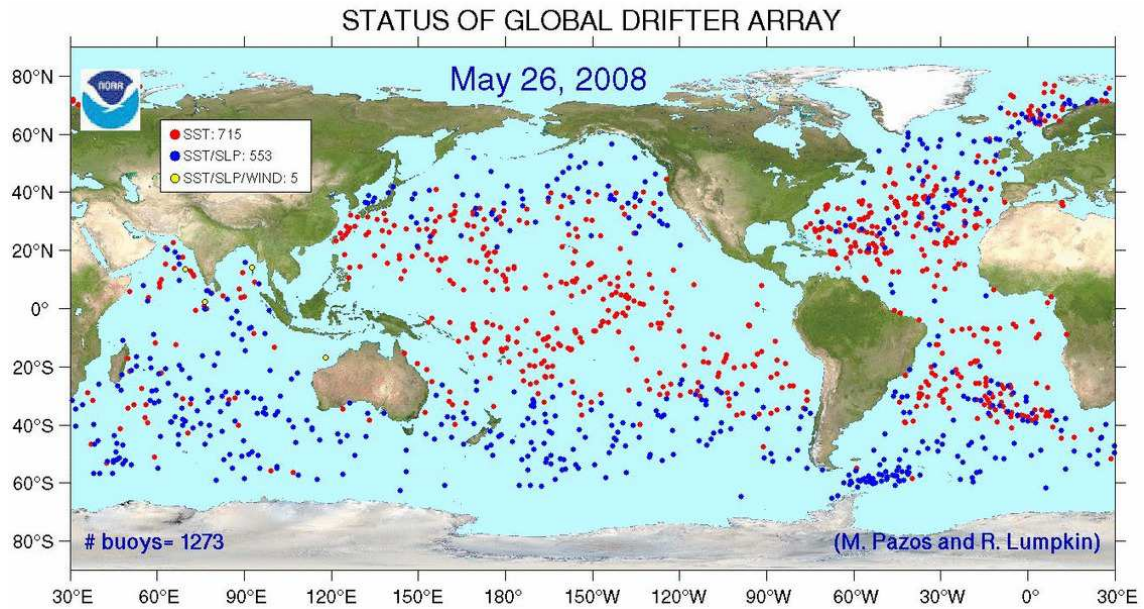 STATUS OF GLOBAL DRIFTER ARRAY
80°N
NOAA
May 26, 2008
60°N
SST: 715
SST/SLP: 553
SST/SLP/WIND: 5
40°N
20°N
0°
20°S
40°S
60°S
80°S
# buoys= 1273
(M. Pazos and R. Lumpkin)
30°E 60°E 90°E 120°E 150°E 180° 150°W 120°W 90°W 60°W 30°W 0° 30°E